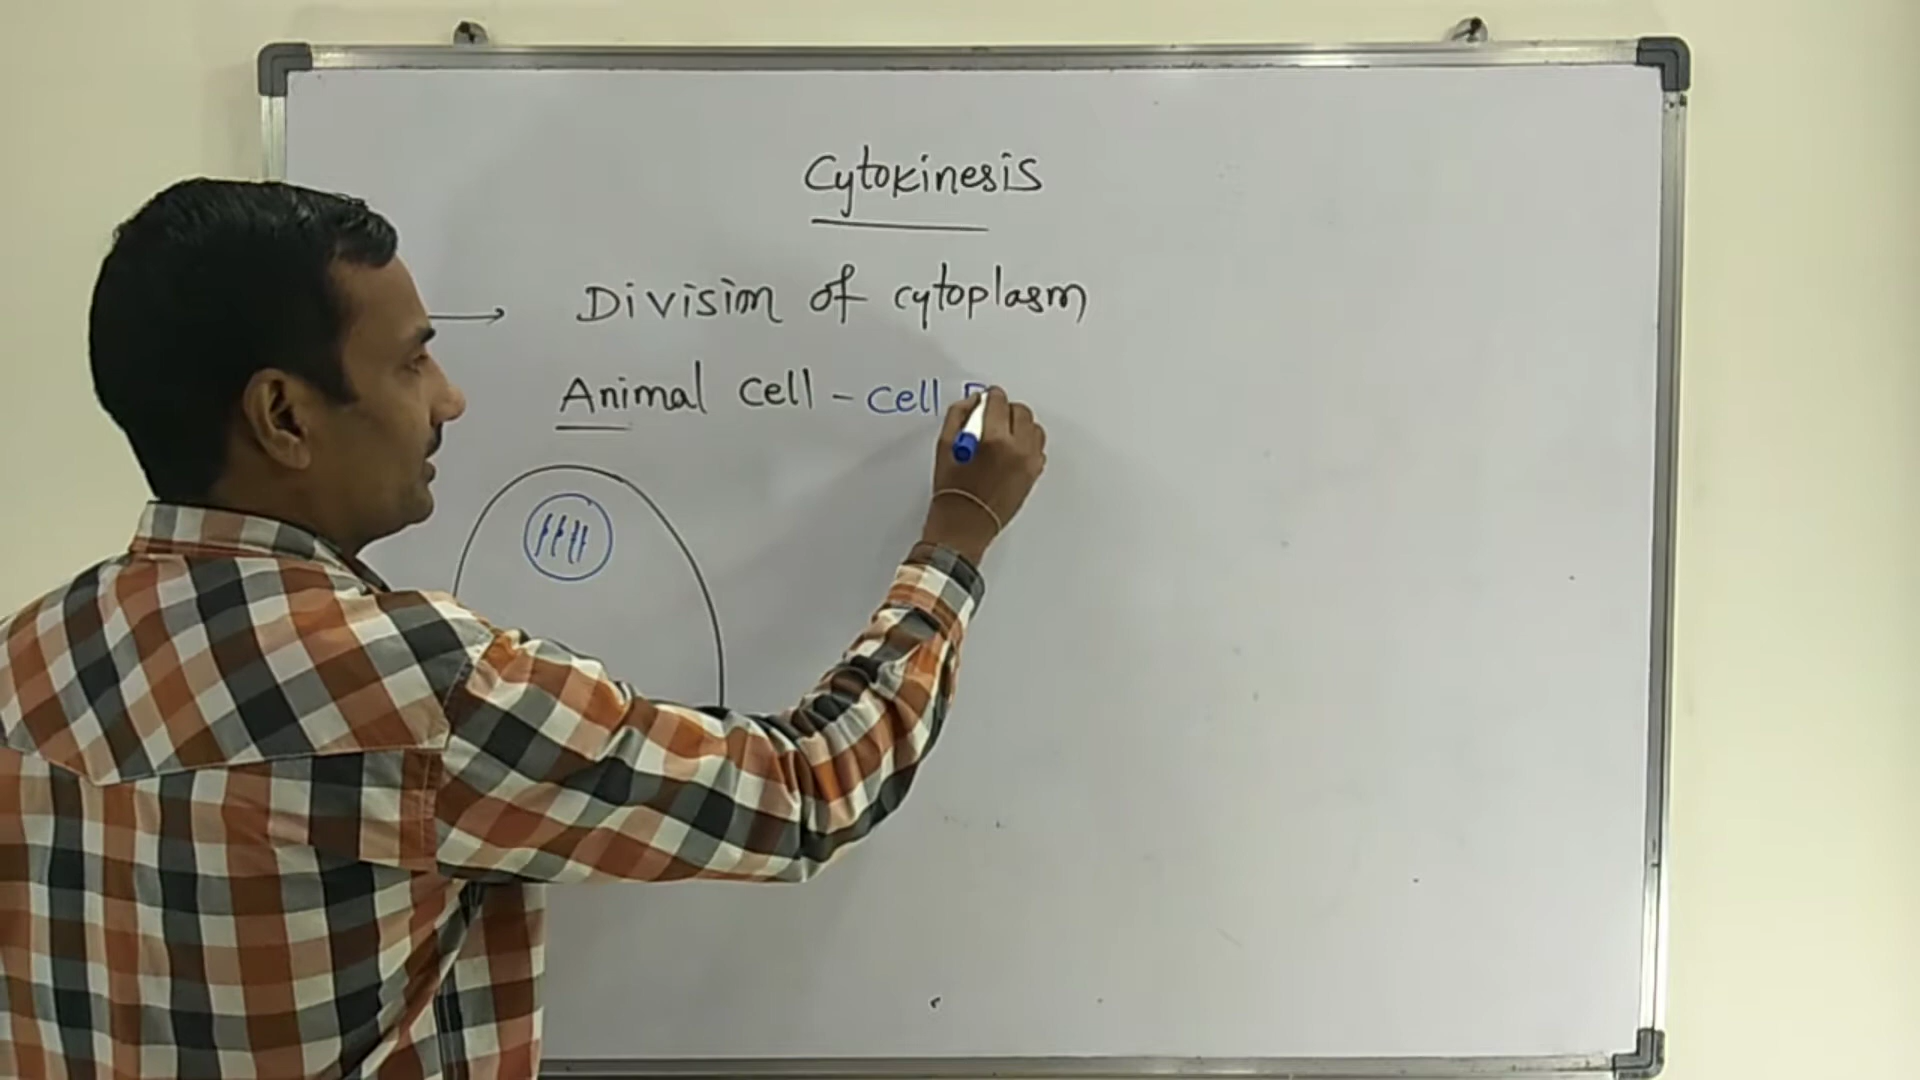 Cytokinesis
→ Division of cytoplasm
Animal cell - cell